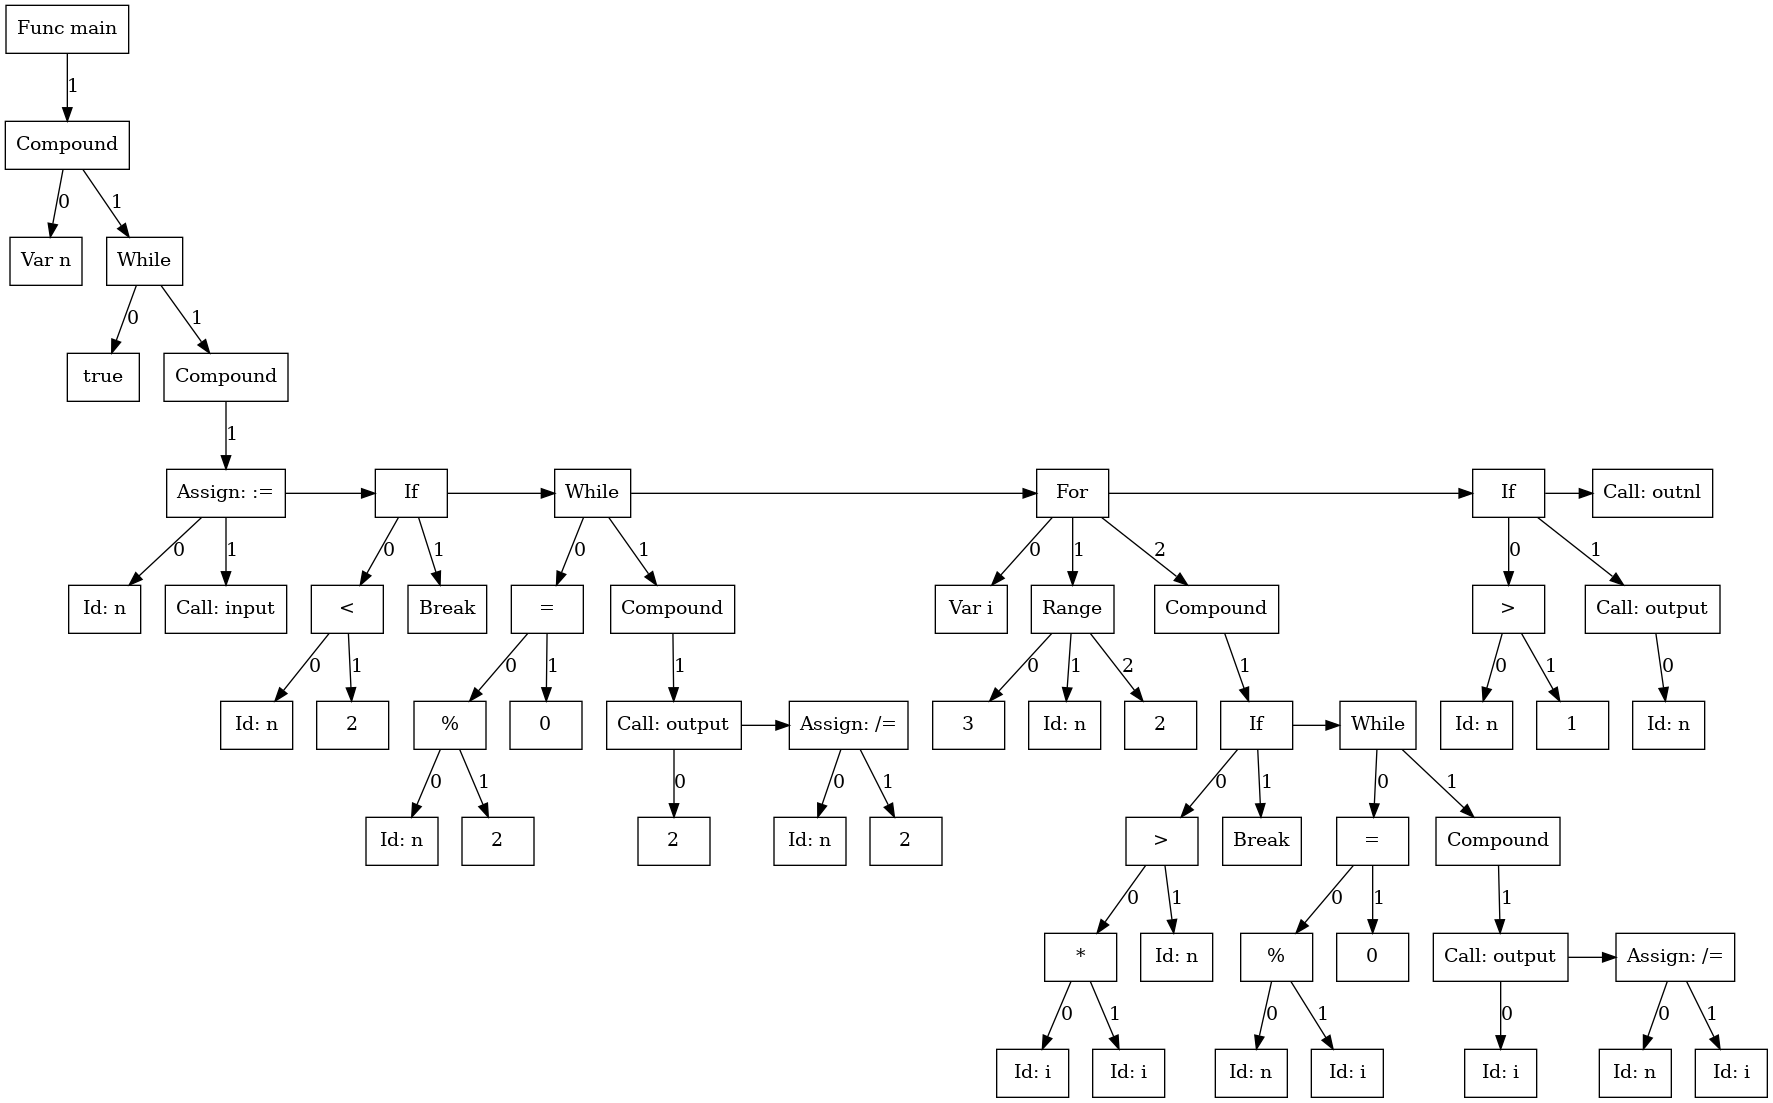 Func main
1
Compound
0 1
Var n While
0 1
true Compound
1
Assign: := If While For If Call: outnl
0 1 0 1 0 1 0 1 2 0 1
Id: n Call: input < Break = Compound Var i Range Compound > Call: output
0 1 0 1 1 0 1 2 1 0 1 0
Id: n 2 % 0 Call: output Assign: /= 3 Id: n 2 If While Id: n 1 Id: n
0 1 0 0 1 0 1 0 1
Id: n 2 2 Id: n 2 > Break = Compound
0 1 0 1 1
* Id: n % 0 Call: output Assign: /=
0 1 0 1 0 0 1
Id: i Id: i Id: n Id: i Id: i Id: n Id: i